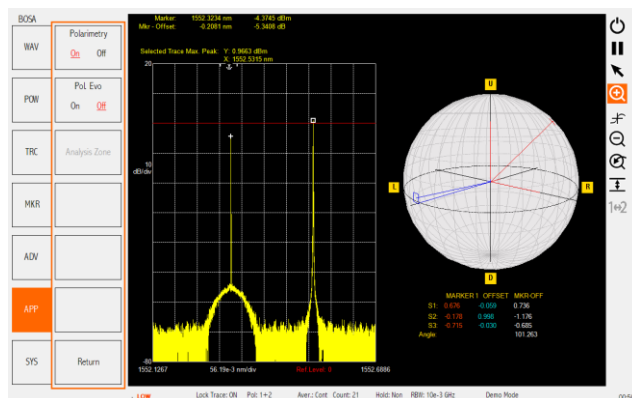 BOSA
WAV
POW
TRC
MKR
ADV
APP
SYS
Polarimetry
On Off
Pol. Evo
On Off
Analysis Zone
Return
Marker: 1552.3234 nm -4.3745 dBm
Mkr - Offset: -0.2081 nm -5.3408 dB
Selected Trace Max. Peak: Y: 0.9663 dBm
X: 1552.5315 nm
20
10
dB/div
-80
1552.1267 56.19e-3 nm/div Ref Level: 0 1552.6886
U
L
R
D
MARKER 1 OFFSET MKR-OFF
S1: 0.676 -0.059 0.736
S2: -0.178 0.998 -1.176
S3: -0.715 -0.030 -0.685
Angle: 101.263
1↔2
LOW Lock Trace: ON Pol: 1+2 Aver.: Cont Count: 21 Hold: Non RBW: 10e-3 GHz Demo Mode